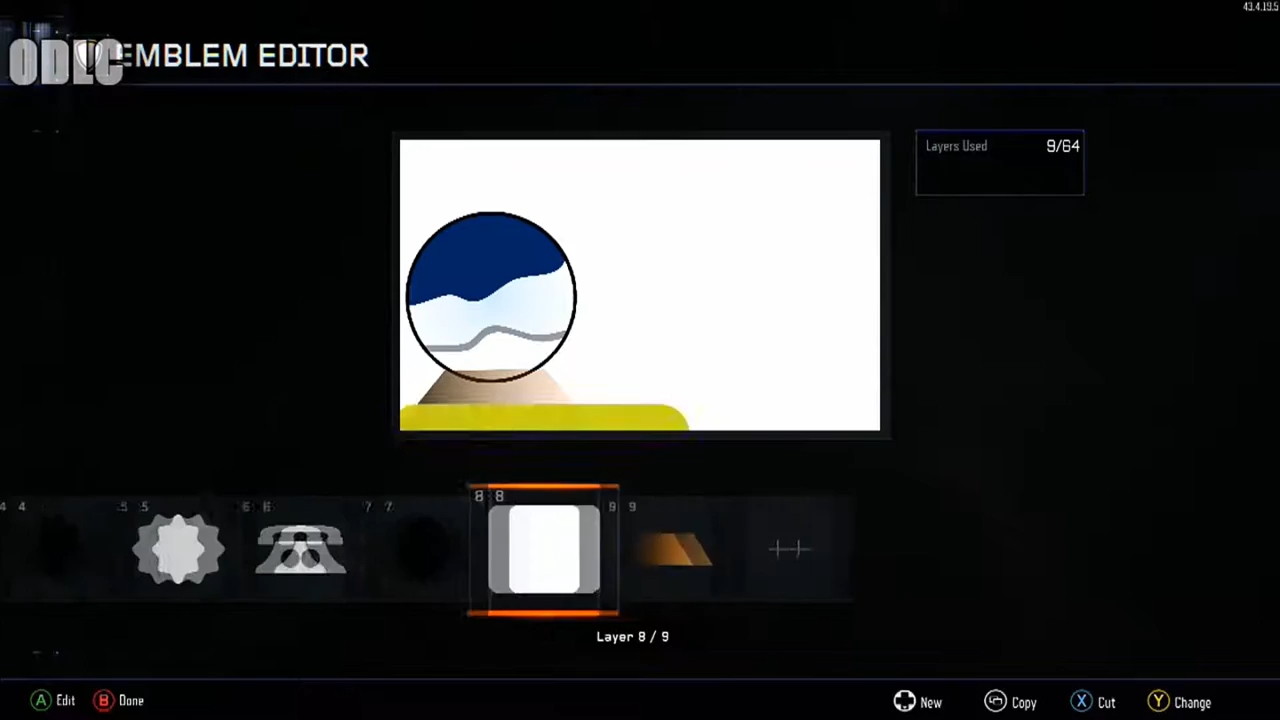 43.4.19.5
ODLC
EMBLEM EDITOR
Layers Used 9/64
4 4 5 5 6 6 7 7 8 8 9 9
Layer 8 / 9
A Edit B Done New Copy X Cut Y Change